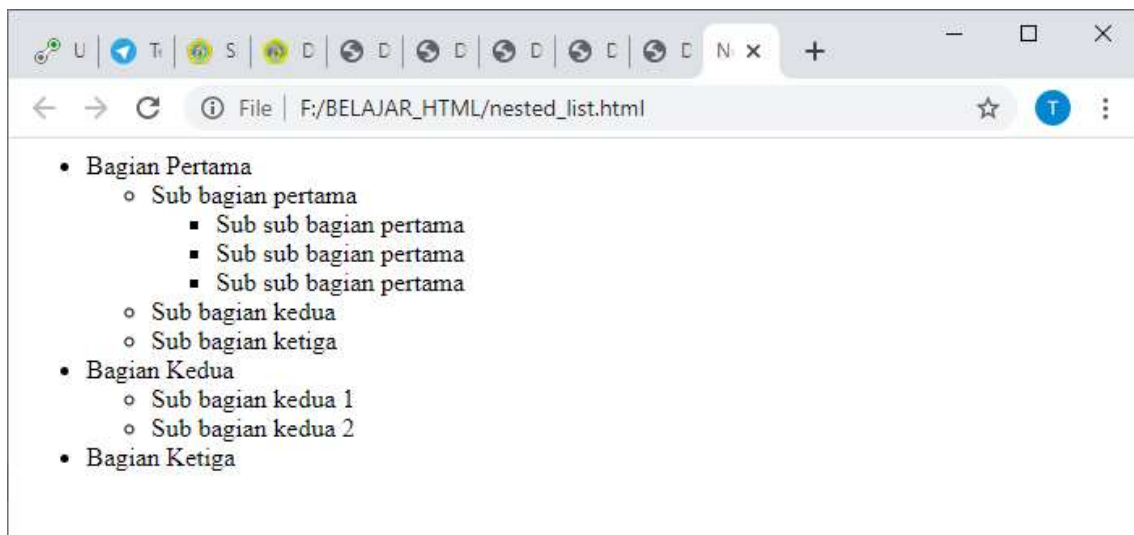 U T S D D D D D D N
File F:/BELAJAR_HTML/nested_list.html T
Bagian Pertama
Sub bagian pertama
Sub sub bagian pertama
Sub sub bagian pertama
Sub sub bagian pertama
Sub bagian kedua
Sub bagian ketiga
Bagian Kedua
Sub bagian kedua 1
Sub bagian kedua 2
Bagian Ketiga